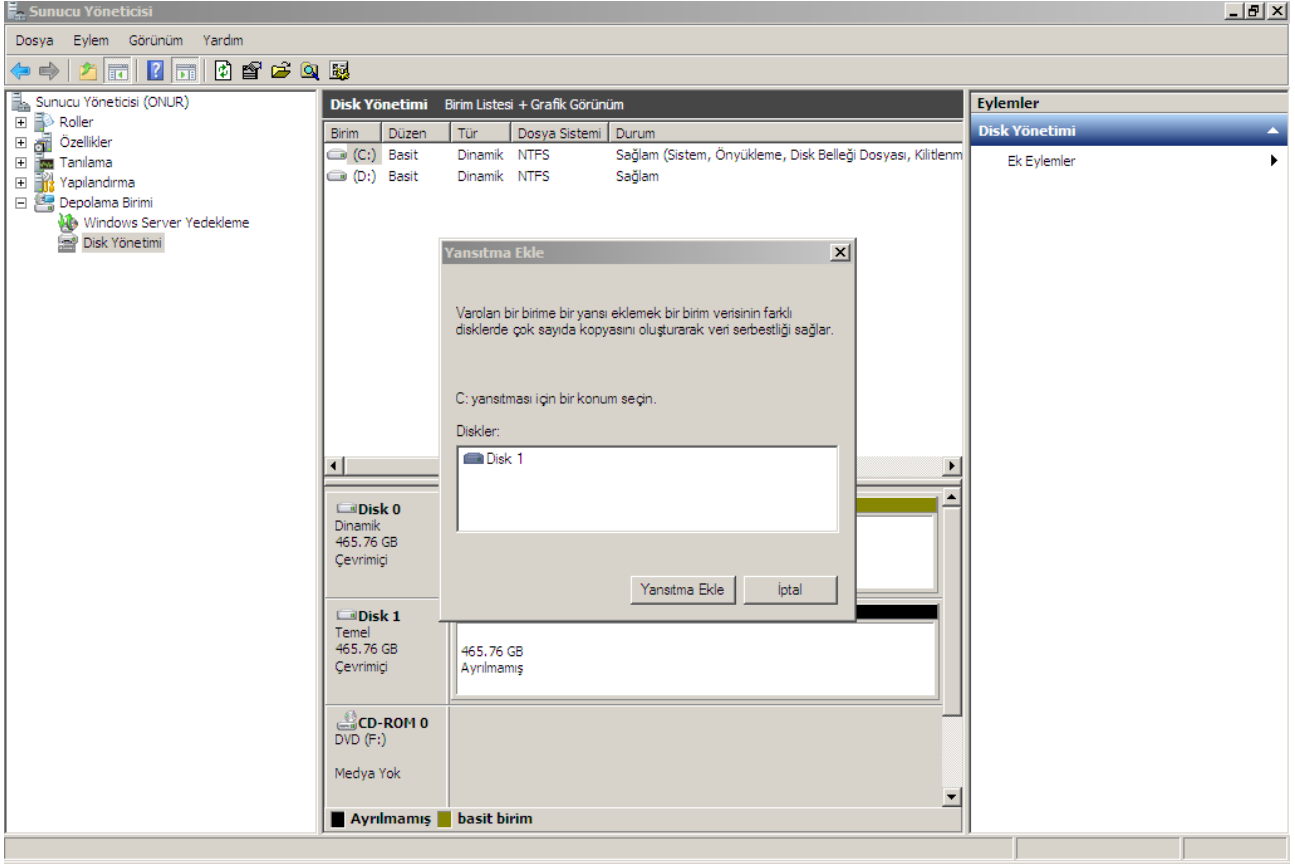 Sunucu Yöneticisi
Dosya Eylem Görünüm Yardım
Sunucu Yöneticisi (ONUR)
Roller
Özellikler
Tanılama
Yapılandırma
Depolama Birimi
Windows Server Yedekleme
Disk Yönetimi
Disk Yönetimi Birim Listesi + Grafik Görünüm
Birim Düzen Tür Dosya Sistemi Durum
(C:) Basit Dinamik NTFS Sağlam (Sistem, Önyükleme, Disk Belleği Dosyası, Kilitlenm
(D:) Basit Dinamik NTFS Sağlam
Yansıtma Ekle
Varolan bir birime bir yansı eklemek bir birim verisinin farklı
disklerde çok sayıda kopyasını oluşturarak veri serbestliği sağlar.
C: yansıtması için bir konum seçin.
Diskler:
Disk 1
Yansıtma Ekle İptal
Disk 0
Dinamik
465.76 GB
Çevrimiçi
Disk 1
Temel
465.76 GB
Çevrimiçi
465.76 GB
Ayrılmamış
CD-ROM 0
DVD (F:)
Medya Yok
Ayrılmamış basit birim
Eylemler
Disk Yönetimi
Ek Eylemler